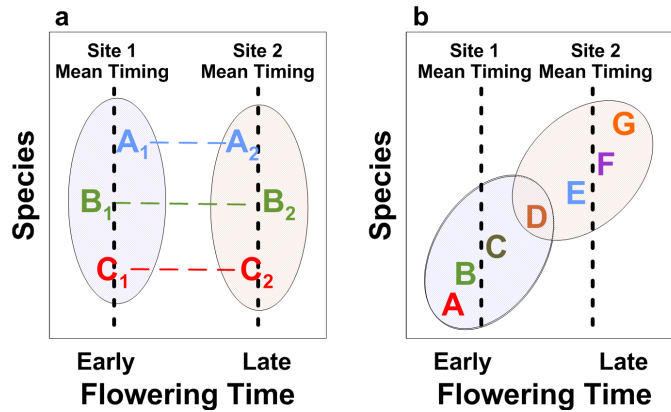 a
Site 1
Mean Timing
Site 2
Mean Timing
A1
A2
B1
B2
C1
C2
Species
Early
Late
Flowering Time
b
Site 1
Mean Timing
Site 2
Mean Timing
G
F
E
D
C
B
A
Species
Early
Late
Flowering Time